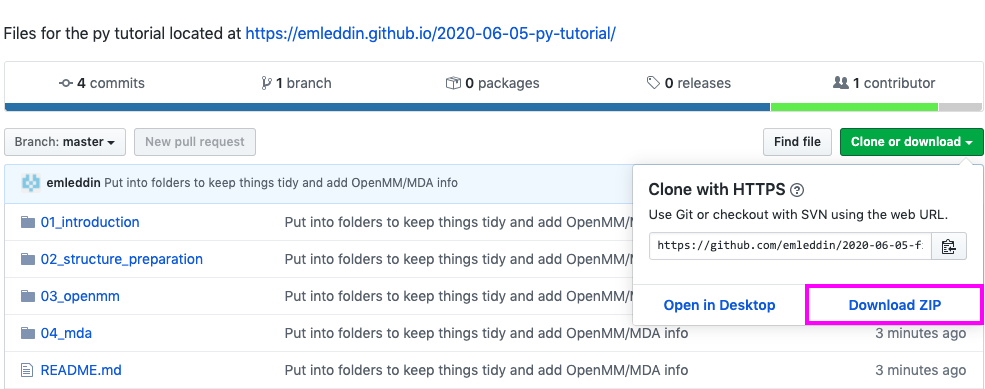 Files for the py tutorial located at https://emleddin.github.io/2020-06-05-py-tutorial/
4 commits 1 branch 0 packages 0 releases 1 contributor
Branch: master New pull request Find file Clone or download
emleddin Put into folders to keep things tidy and add OpenMM/MDA info
Clone with HTTPS
Use Git or checkout with SVN using the web URL.
https://github.com/emleddin/2020-06-05-f
Open in Desktop Download ZIP
01_introduction Put into folders to keep things tidy and add OpenMM/M
02_structure_preparation Put into folders to keep things tidy and add OpenMM/M
03_openmm Put into folders to keep things tidy and add OpenMM/M
04_mda Put into folders to keep things tidy and add OpenMM/MDA info 3 minutes ago
README.md Put into folders to keep things tidy and add OpenMM/MDA info 3 minutes ago